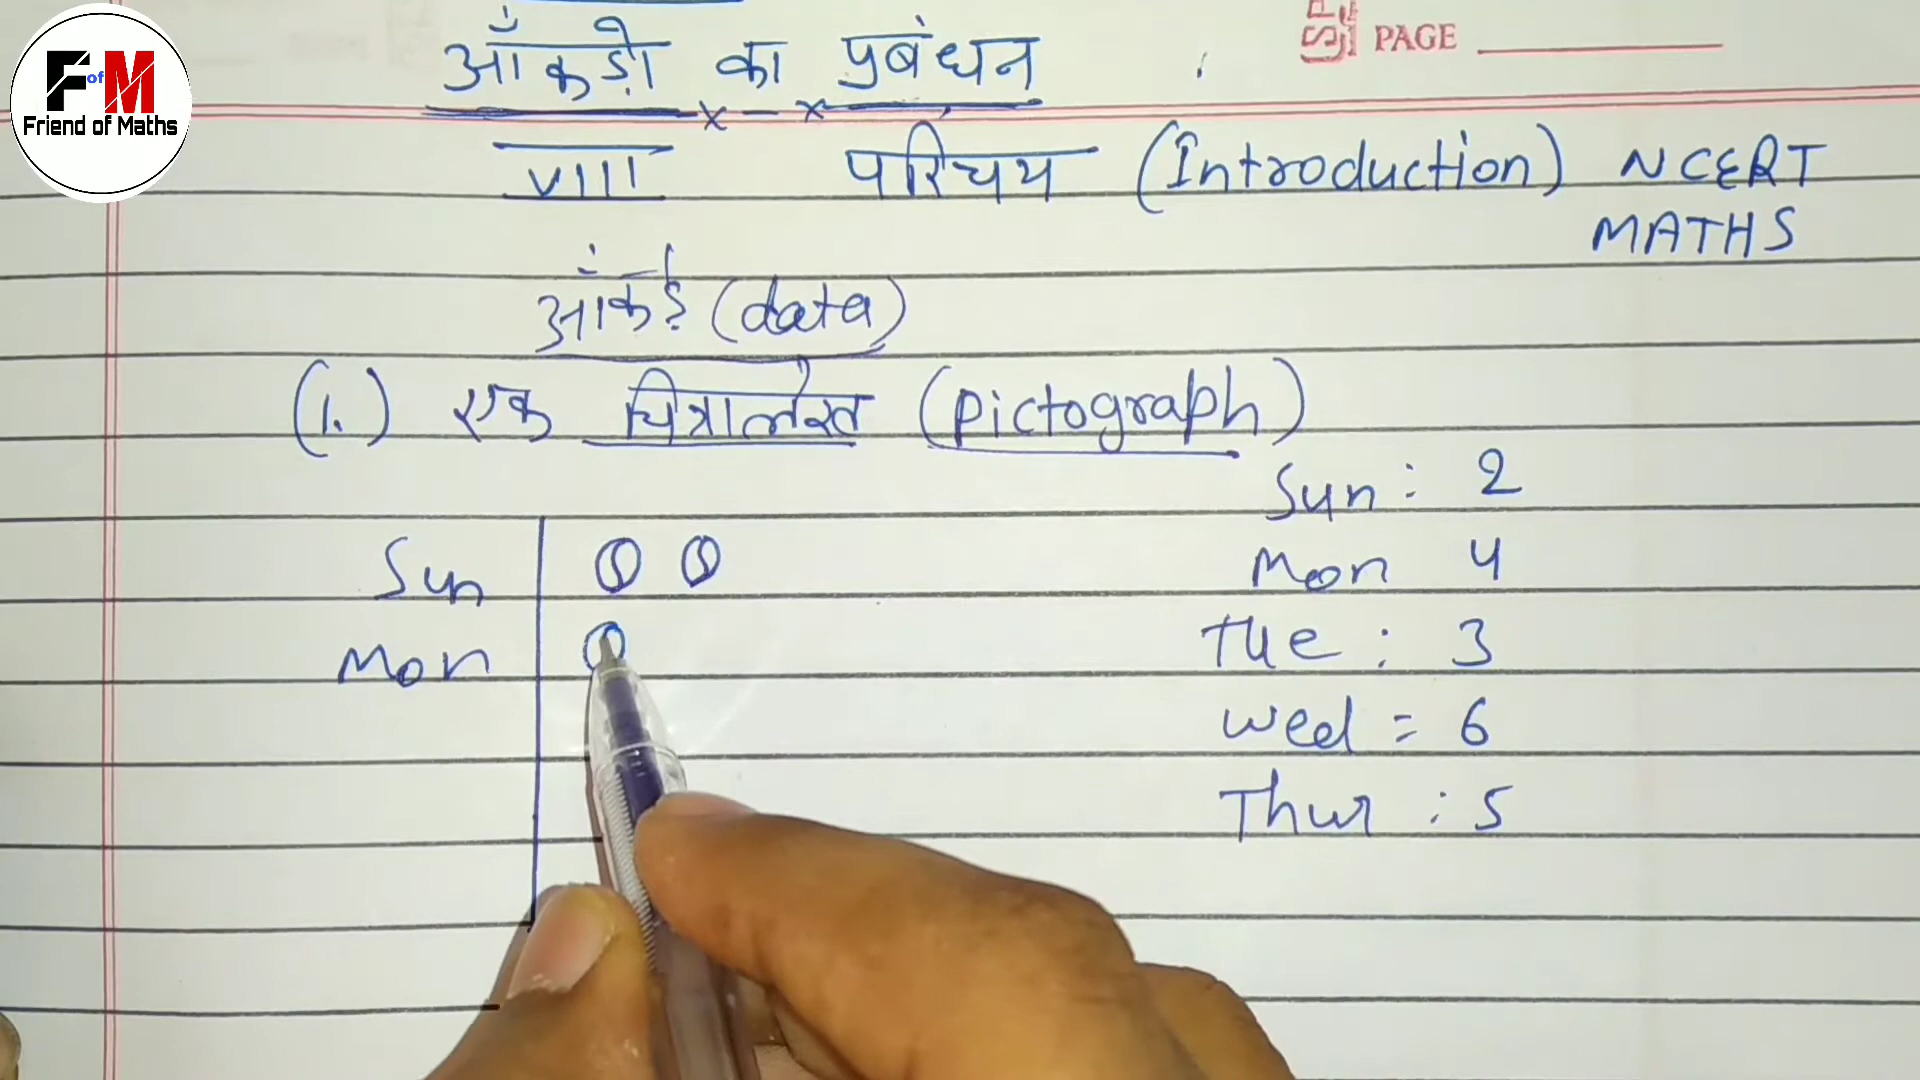 F of M
Friend of Maths
आँकड़ो का प्रबंधन
PAGE
x - x
VIII परिचय (Introduction) NCERT
MATHS
आंकड़े (data)
(1.) एक चित्रालेख (pictograph)
Sun : 2
Sun
Mon 4
Mon
Tue : 3
Wed = 6
Thur : 5